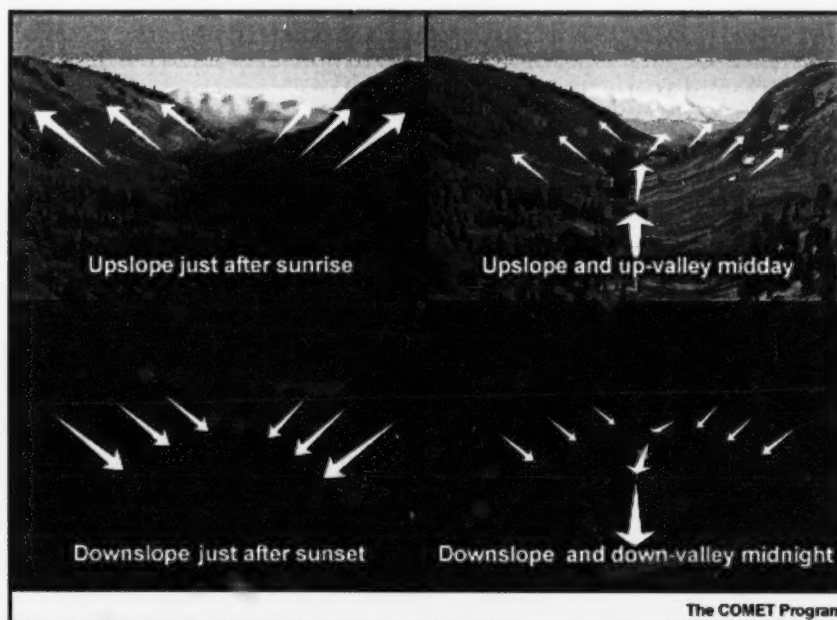 Upslope just after sunrise
Upslope and up-valley midday
Downslope just after sunset
Downslope and down-valley midnight
The COMET Program